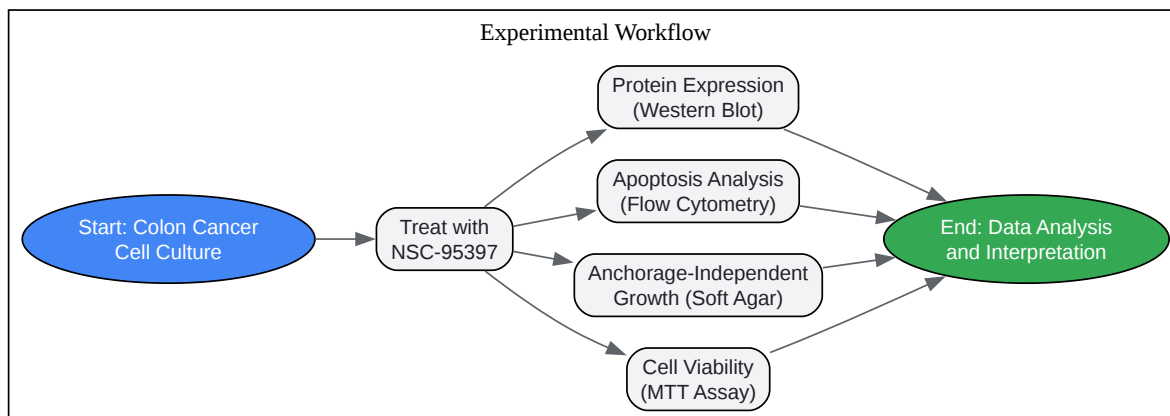 Experimental Workflow
Protein Expression
(Western Blot)
Apoptosis Analysis
(Flow Cytometry)
Start: Colon Cancer
Cell Culture
Treat with
NSC-95397
End: Data Analysis
and Interpretation
Anchorage-Independent
Growth (Soft Agar)
Cell Viability
(MTT Assay)